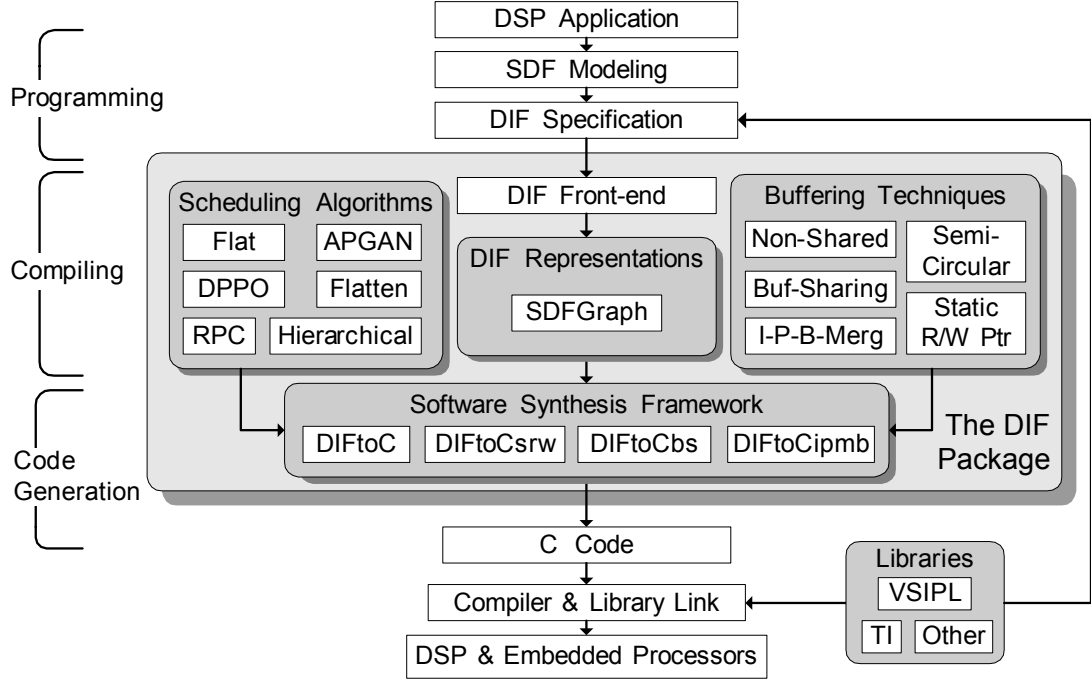 DSP Application
SDF Modeling
DIF Specification
Programming
Compiling
Code
Generation
Scheduling Algorithms
Flat
APGAN
DPPO
Flatten
RPC
Hierarchical
DIF Front-end
DIF Representations
SDFGraph
Buffering Techniques
Non-Shared
Semi-
Circular
Buf-Sharing
Static
R/W Ptr
I-P-B-Merg
Software Synthesis Framework
DIFtoC
DIFtoCsrw
DIFtoCbs
DIFtoCipmb
The DIF
Package
C Code
Compiler & Library Link
DSP & Embedded Processors
Libraries
VSIPL
TI
Other